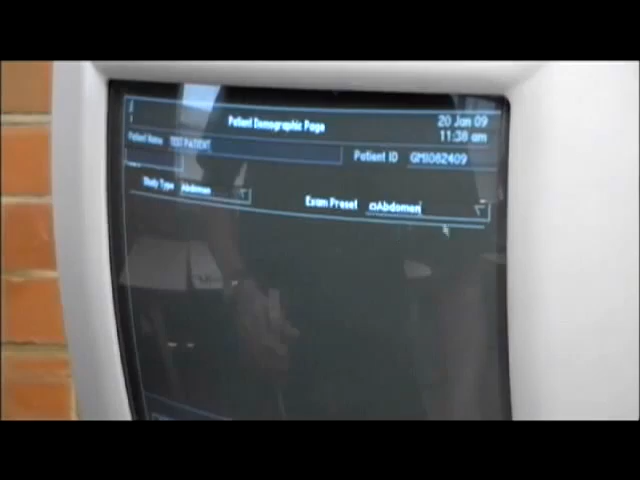 Patient Demographic Page
20 Jan 09
11:38 am
Patient Name TEST PATIENT
Patient ID GMI082409
Study Type Abdomen
Exam Preset Abdomen